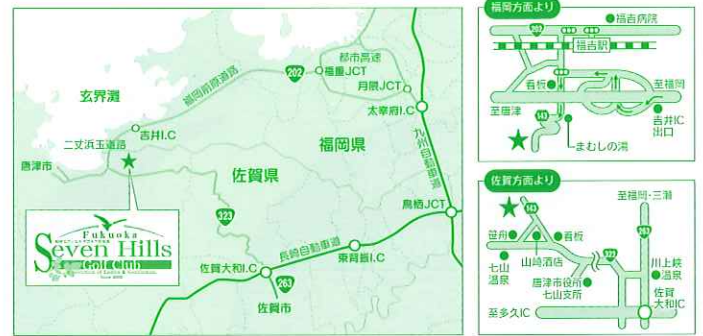 玄界灘
都市高速
福重JCT
月隈JCT
太宰府I.C
202
福岡前原道路
吉井I.C
二丈浜玉道路
唐津市
福岡県
佐賀県
九州自動車道
鳥栖JCT
323
長崎自動車道
東背振I.C
佐賀大和I.C
263
佐賀市
Fukuoka
Seven Hills
Golf Club
福岡方面より
202
福吉病院
福吉駅
看板
至福岡
至唐津
143
吉井IC
出口
まむしの湯
佐賀方面より
至福岡・三瀬
143
笹舟
看板
山崎酒店
323
263
七山
温泉
唐津市役所
七山支所
川上峡
温泉
佐賀
大和IC
至多久IC